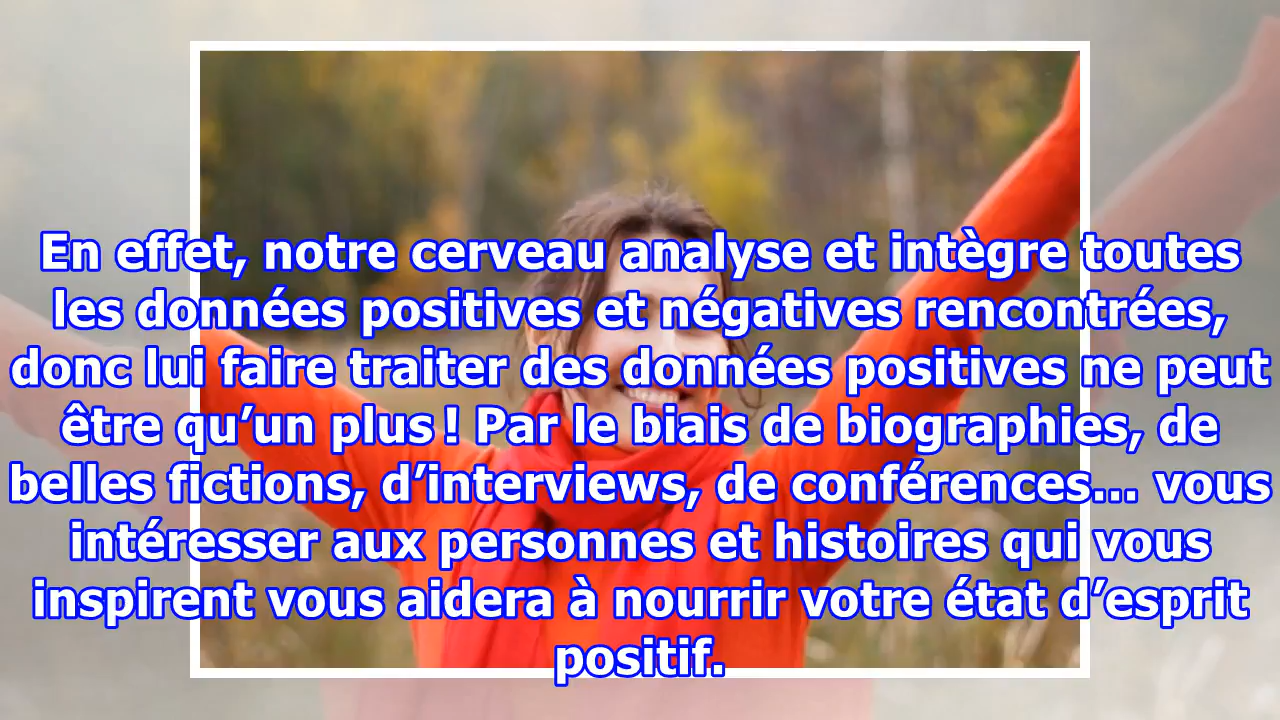 En effet, notre cerveau analyse et intègre toutes
les données positives et négatives rencontrées,
donc lui faire traiter des données positives ne peut
être qu’un plus ! Par le biais de biographies, de
belles fictions, d’interviews, de conférences… vous
intéresser aux personnes et histoires qui vous
inspirent vous aidera à nourrir votre état d’esprit
positif.